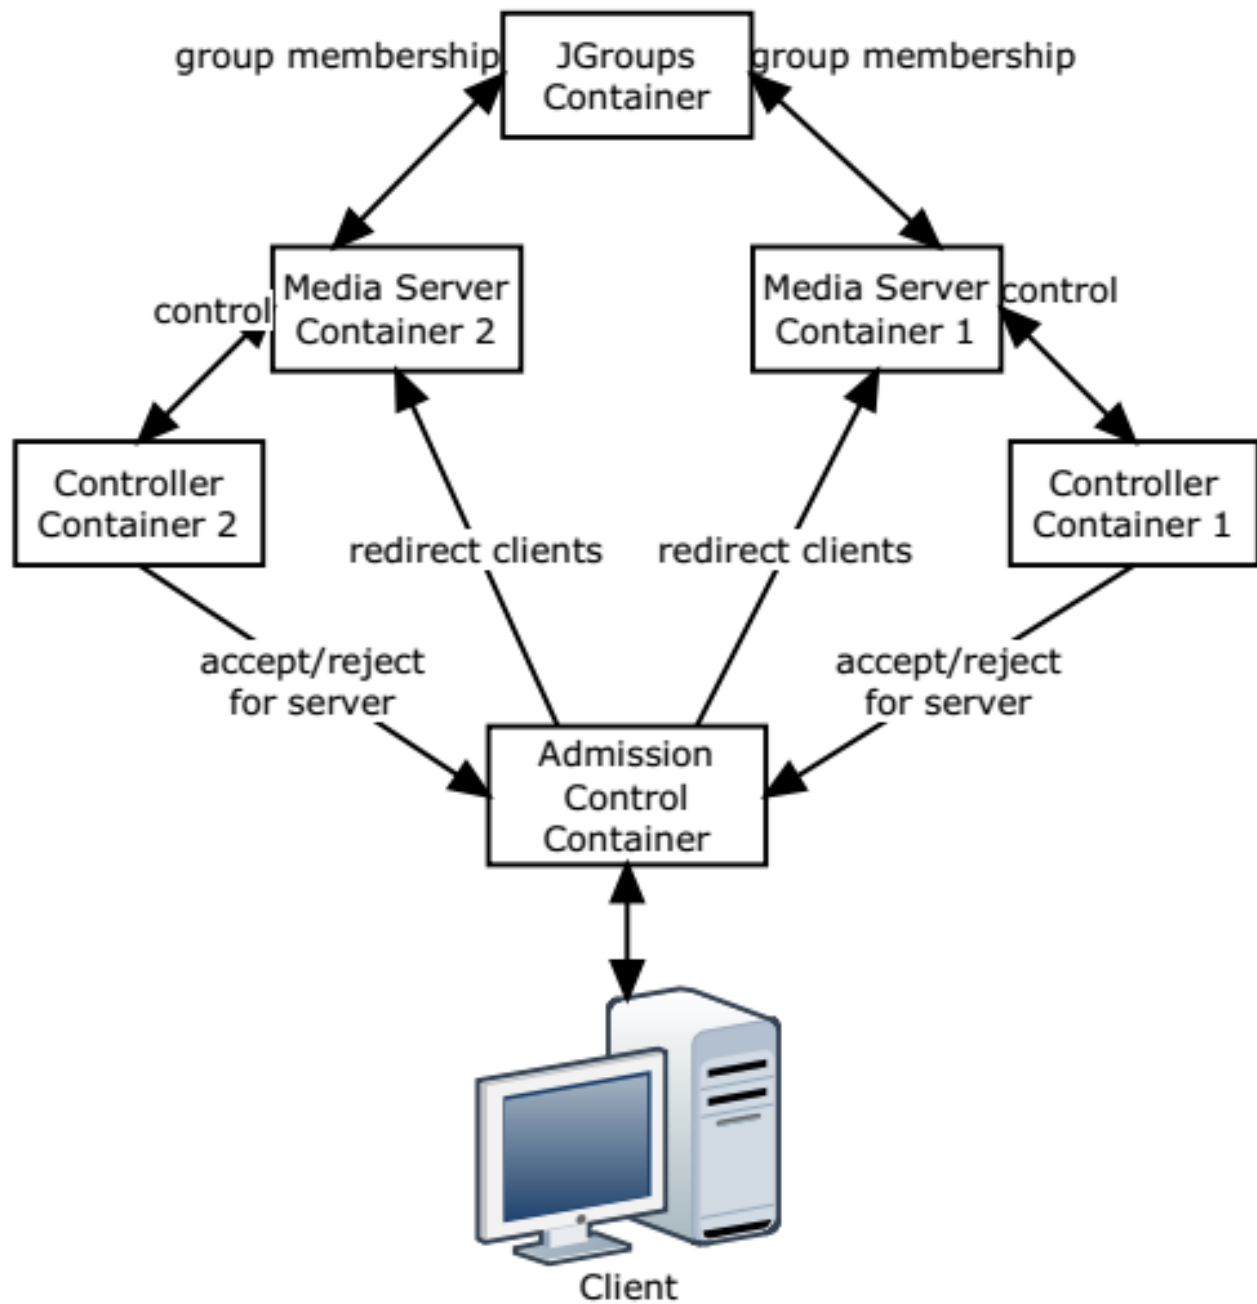 group membership
JGroups
Container
group membership
Media Server
Container 2
Media Server
Container 1
control
control
Controller
Container 2
Controller
Container 1
redirect clients
redirect clients
accept/reject
for server
accept/reject
for server
Admission
Control
Container
Client